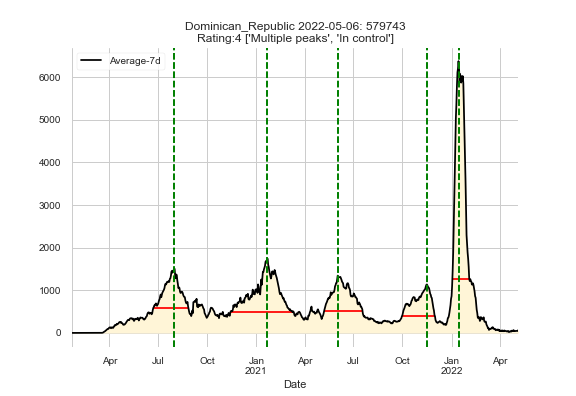 Dominican_Republic 2022-05-06: 579743
Rating:4 ['Multiple peaks', 'In control']
Average-7d
6000
5000
4000
3000
2000
1000
0
Apr Jul Oct Jan Apr Jul Oct Jan Apr
2021 2022
Date